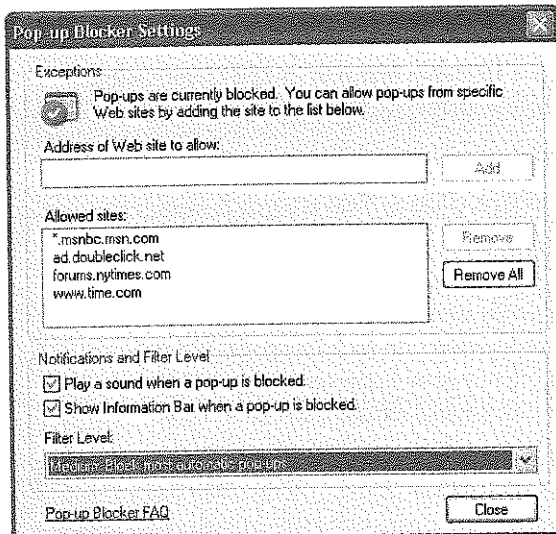 Pop-up Blocker Settings
Exceptions
Pop-ups are currently blocked. You can allow pop-ups from specific
Web sites by adding the site to the list below.
Address of Web site to allow:
Add
Allowed sites:
*.msnbc.msn.com
ad.doubleclick.net
forums.nytimes.com
www.time.com
Remove
Remove All
Notifications and Filter Level
Play a sound when a pop-up is blocked.
Show Information Bar when a pop-up is blocked.
Filter Level:
Medium: Block most automatic pop-ups
Pop-up Blocker FAQ
Close